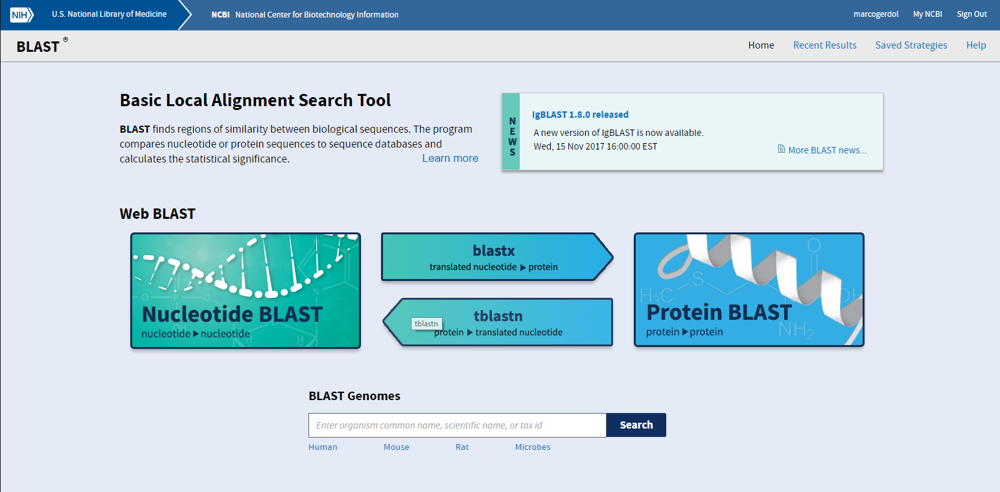 NIH U.S. National Library of Medicine NCBI National Center for Biotechnology Information marcogerdol My NCBI Sign Out
BLAST ® Home Recent Results Saved Strategies Help
Basic Local Alignment Search Tool
BLAST finds regions of similarity between biological sequences. The program
compares nucleotide or protein sequences to sequence databases and
calculates the statistical significance. Learn more
NEWS
IgBLAST 1.8.0 released
A new version of IgBLAST is now available.
Wed, 15 Nov 2017 16:00:00 EST
More BLAST news...
Web BLAST
O P O
OH
N
H
Nucleotide BLAST
nucleotide ▶ nucleotide
blastx
translated nucleotide ▶ protein
tblastn
tblastn
protein ▶ translated nucleotide
O
S
H3C
OH
NH2
Protein BLAST
protein ▶ protein
BLAST Genomes
Enter organism common name, scientific name, or tax id Search
Human Mouse Rat Microbes